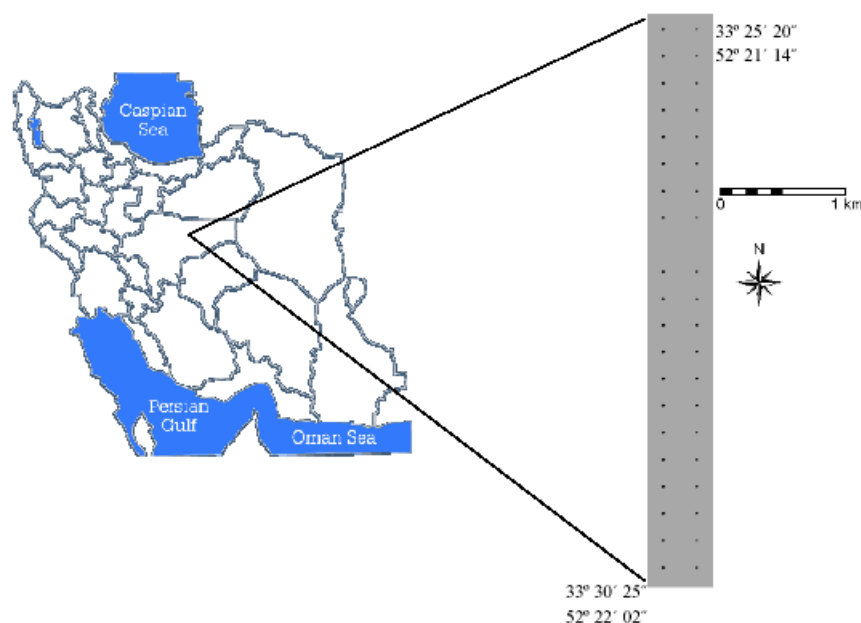 33º 25´ 20˝
52º 21´ 14˝
Caspian
Sea
0 1 km
N
Persian
Gulf
Oman Sea
33º 30´ 25˝
52º 22´ 02˝